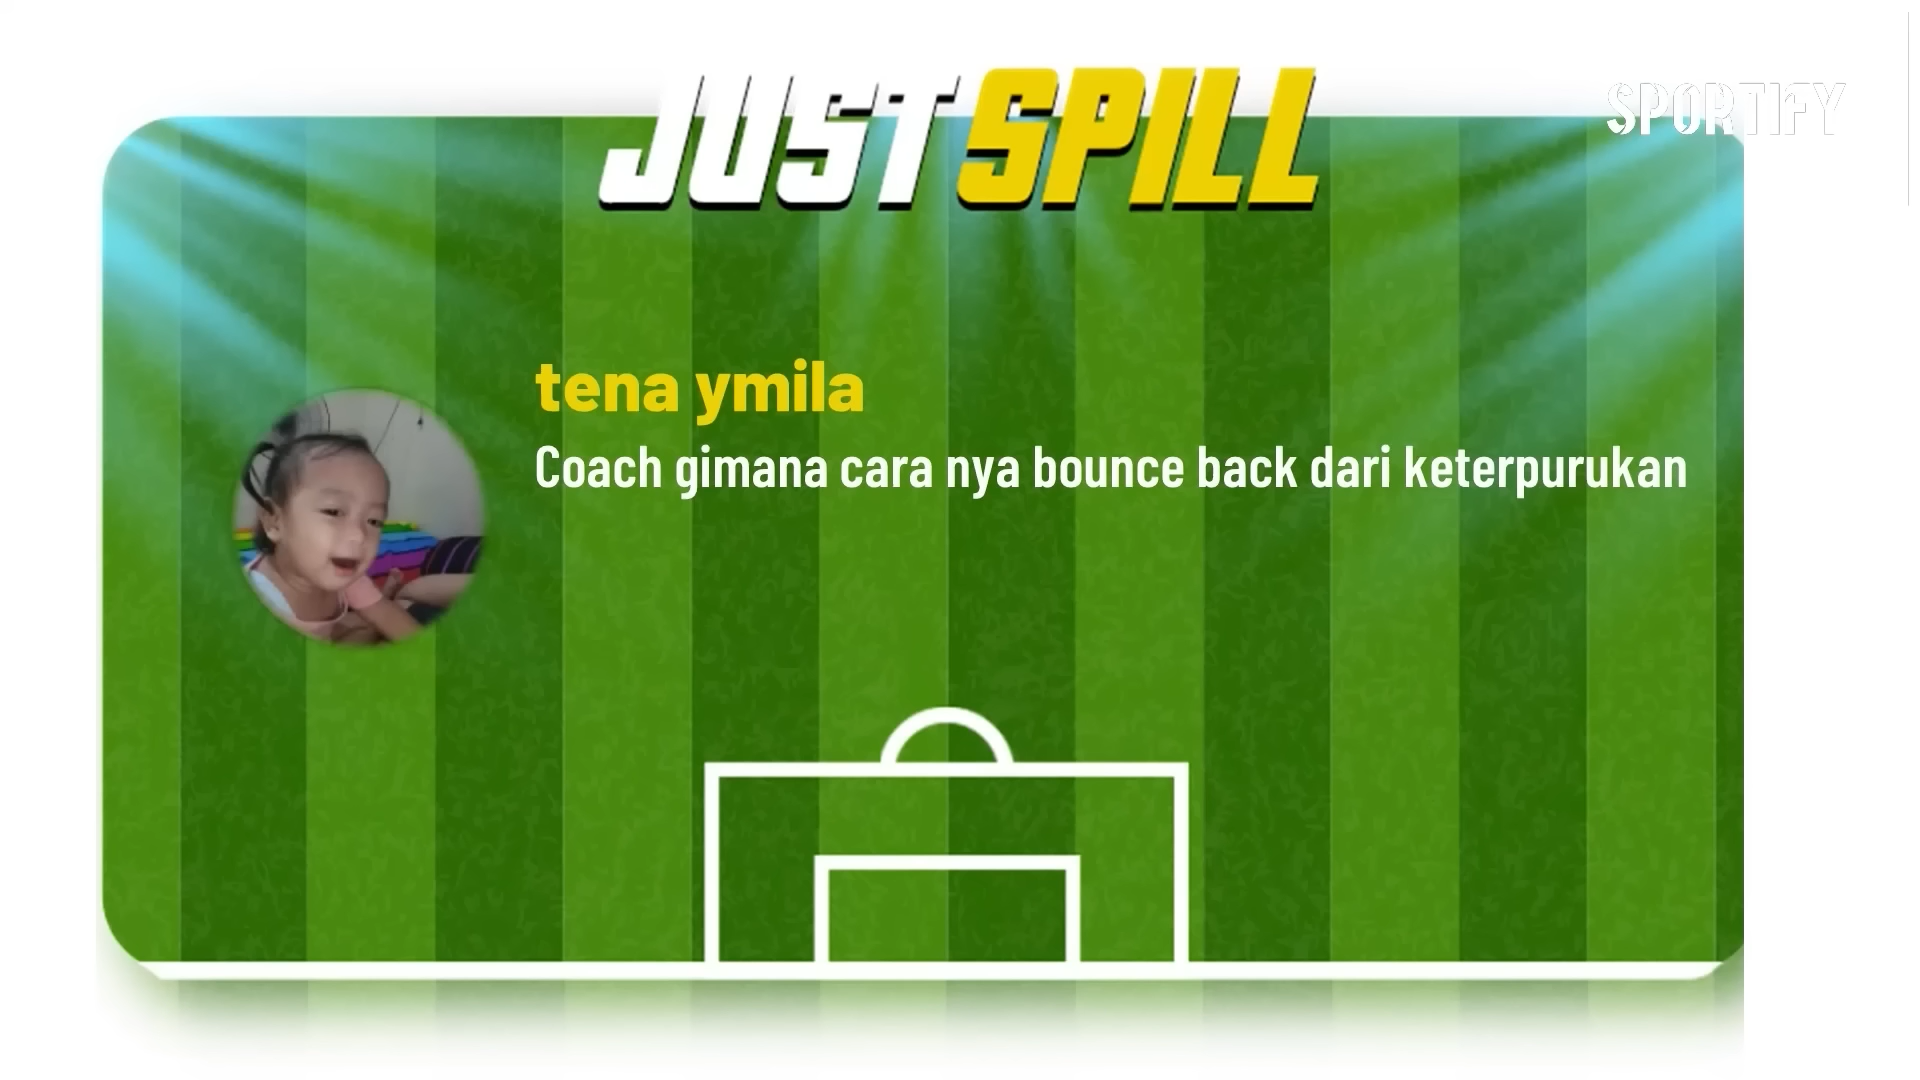 JUST SPILL
SPORTIFY
tena ymila
Coach gimana cara nya bounce back dari keterpurukan